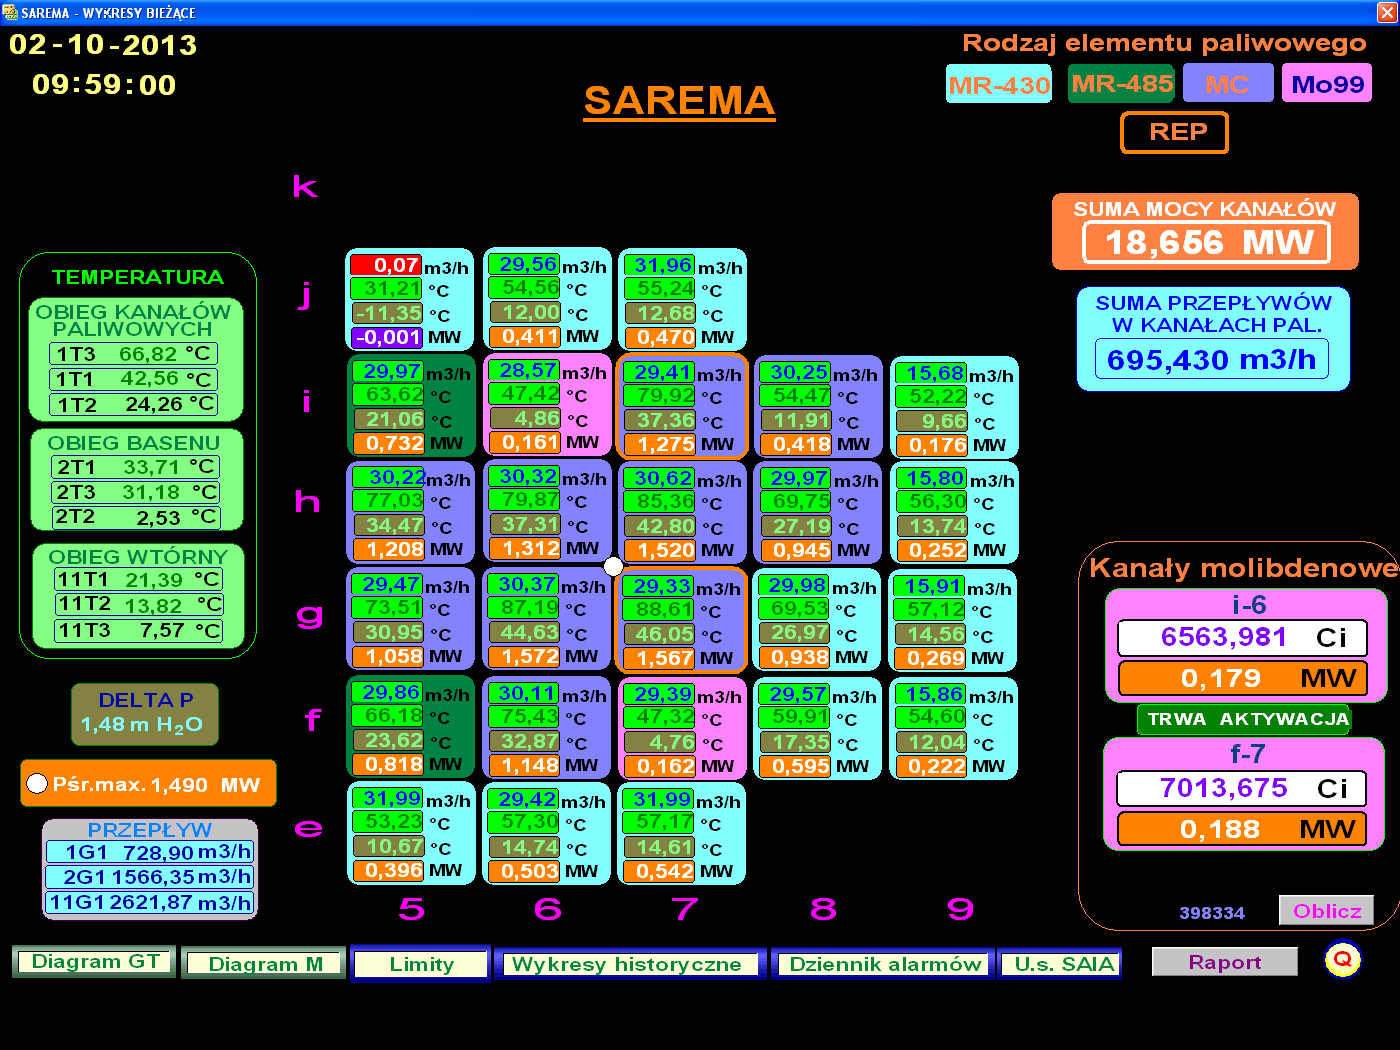 SAREMA - WYKRESY BIEŻĄCE
02-10-2013
09:59:00
SAREMA
Rodzaj elementu paliwowego
MR-430 MR-485 MC Mo99
REP
SUMA MOCY KANAŁÓW
18,656 MW
SUMA PRZEPŁYWÓW
W KANAŁACH PAL.
695,430 m3/h
TEMPERATURA
OBIEG KANAŁÓW
PALIWOWYCH
1T3 66,82 °C
1T1 42,56 °C
1T2 24,26 °C
OBIEG BASENU
2T1 33,71 °C
2T3 31,18 °C
2T2 2,53 °C
OBIEG WTÓRNY
11T1 21,39 °C
11T2 13,82 °C
11T3 7,57 °C
DELTA P
1,48 m H₂O
Pśr.max. 1,490 MW
PRZEPŁYW
1G1 728,90 m3/h
2G1 1566,35 m3/h
11G1 2621,87 m3/h
k
j
0,07 m3/h 29,56 m3/h 31,96 m3/h
31,21 °C 54,56 °C 55,24 °C
-11,35 °C 12,00 °C 12,68 °C
-0,001 MW 0,411 MW 0,470 MW
i
29,97 m3/h 28,57 m3/h 29,41 m3/h 30,25 m3/h 15,68 m3/h
63,62 °C 47,42 °C 79,92 °C 54,47 °C 52,22 °C
21,06 °C 4,86 °C 37,36 °C 11,91 °C 9,66 °C
0,732 MW 0,161 MW 1,275 MW 0,418 MW 0,176 MW
h
30,22 m3/h 30,32 m3/h 30,62 m3/h 29,97 m3/h 15,80 m3/h
77,03 °C 79,87 °C 85,36 °C 69,75 °C 56,30 °C
34,47 °C 37,31 °C 42,80 °C 27,19 °C 13,74 °C
1,208 MW 1,312 MW 1,520 MW 0,945 MW 0,252 MW
g
29,47 m3/h 30,37 m3/h 29,33 m3/h 29,98 m3/h 15,91 m3/h
73,51 °C 87,19 °C 88,61 °C 69,53 °C 57,12 °C
30,95 °C 44,63 °C 46,05 °C 26,97 °C 14,56 °C
1,058 MW 1,572 MW 1,567 MW 0,938 MW 0,269 MW
f
29,86 m3/h 30,11 m3/h 29,39 m3/h 29,57 m3/h 15,86 m3/h
66,18 °C 75,43 °C 47,32 °C 59,91 °C 54,60 °C
23,62 °C 32,87 °C 4,76 °C 17,35 °C 12,04 °C
0,818 MW 1,148 MW 0,162 MW 0,595 MW 0,222 MW
e
31,99 m3/h 29,42 m3/h 31,99 m3/h
53,23 °C 57,30 °C 57,17 °C
10,67 °C 14,74 °C 14,61 °C
0,396 MW 0,503 MW 0,542 MW
5 6 7 8 9
Kanały molibdenowe
i-6
6563,981 Ci
0,179 MW
TRWA AKTYWACJA
f-7
7013,675 Ci
0,188 MW
398334 Oblicz
Diagram GT Diagram M Limity Wykresy historyczne Dziennik alarmów U.s. SAIA Raport Q